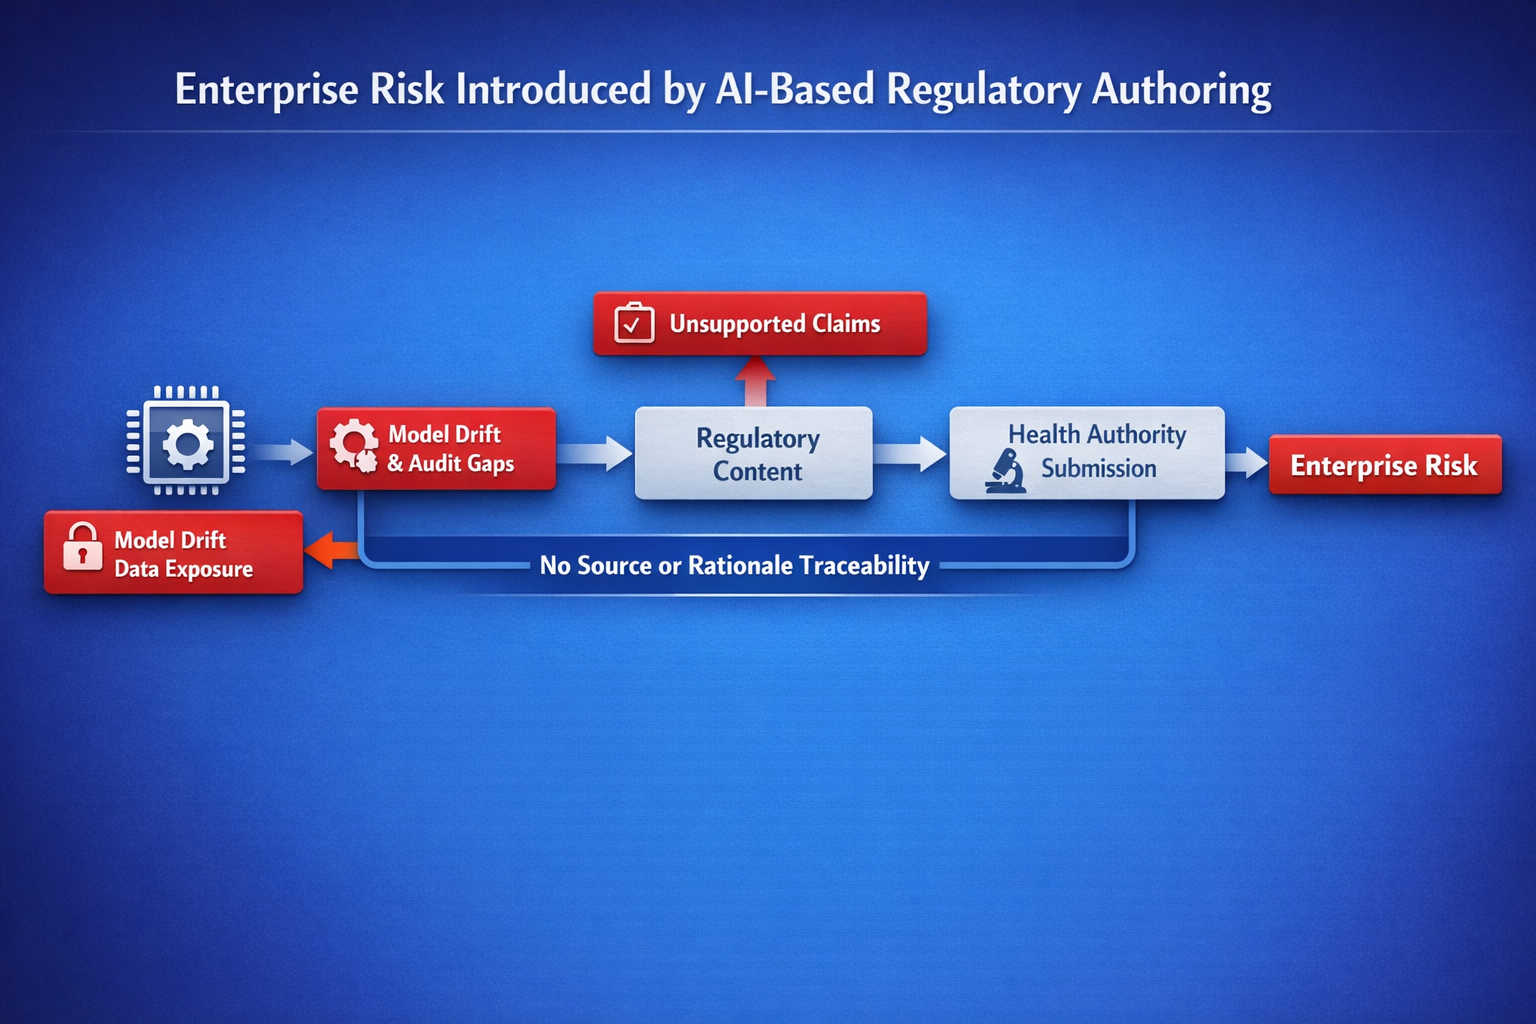 Enterprise Risk Introduced by AI-Based Regulatory Authoring
Unsupported Claims
Model Drift
& Audit Gaps
Regulatory
Content
Health Authority
Submission
Enterprise Risk
Model Drift
Data Exposure
No Source or Rationale Traceability